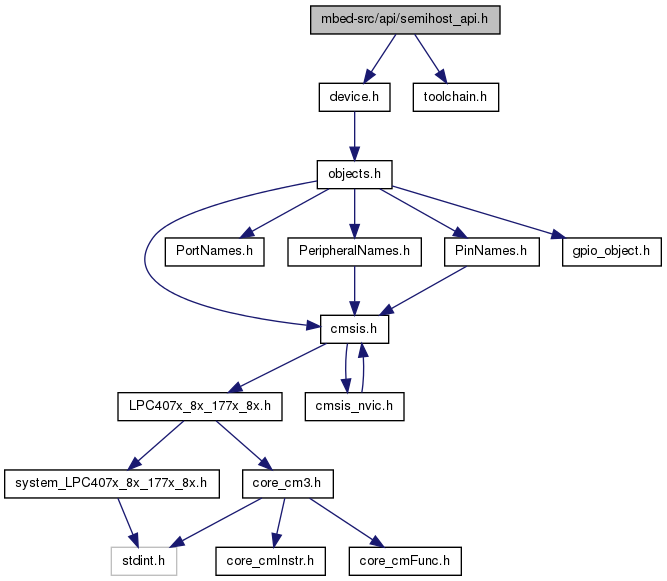 mbed-src/api/semihost_api.h
device.h
toolchain.h
objects.h
PortNames.h
PeripheralNames.h
PinNames.h
gpio_object.h
cmsis.h
LPC407x_8x_177x_8x.h
cmsis_nvic.h
system_LPC407x_8x_177x_8x.h
core_cm3.h
stdint.h
core_cmInstr.h
core_cmFunc.h